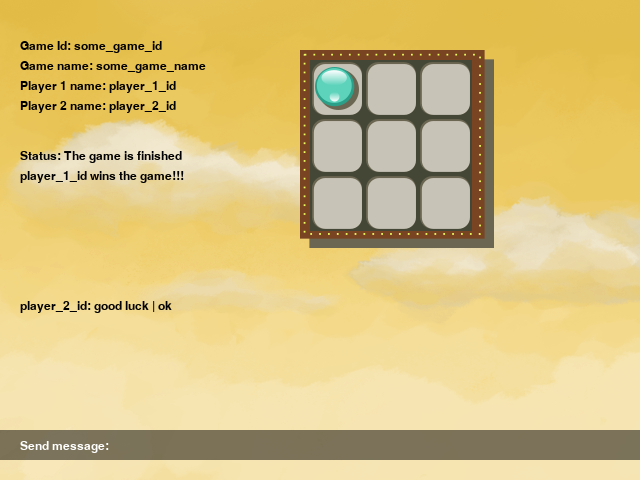 Game Id: some_game_id
Game name: some_game_name
Player 1 name: player_1_id
Player 2 name: player_2_id
Status: The game is finished
player_1_id wins the game!!!
player_2_id: good luck | ok
Send message: